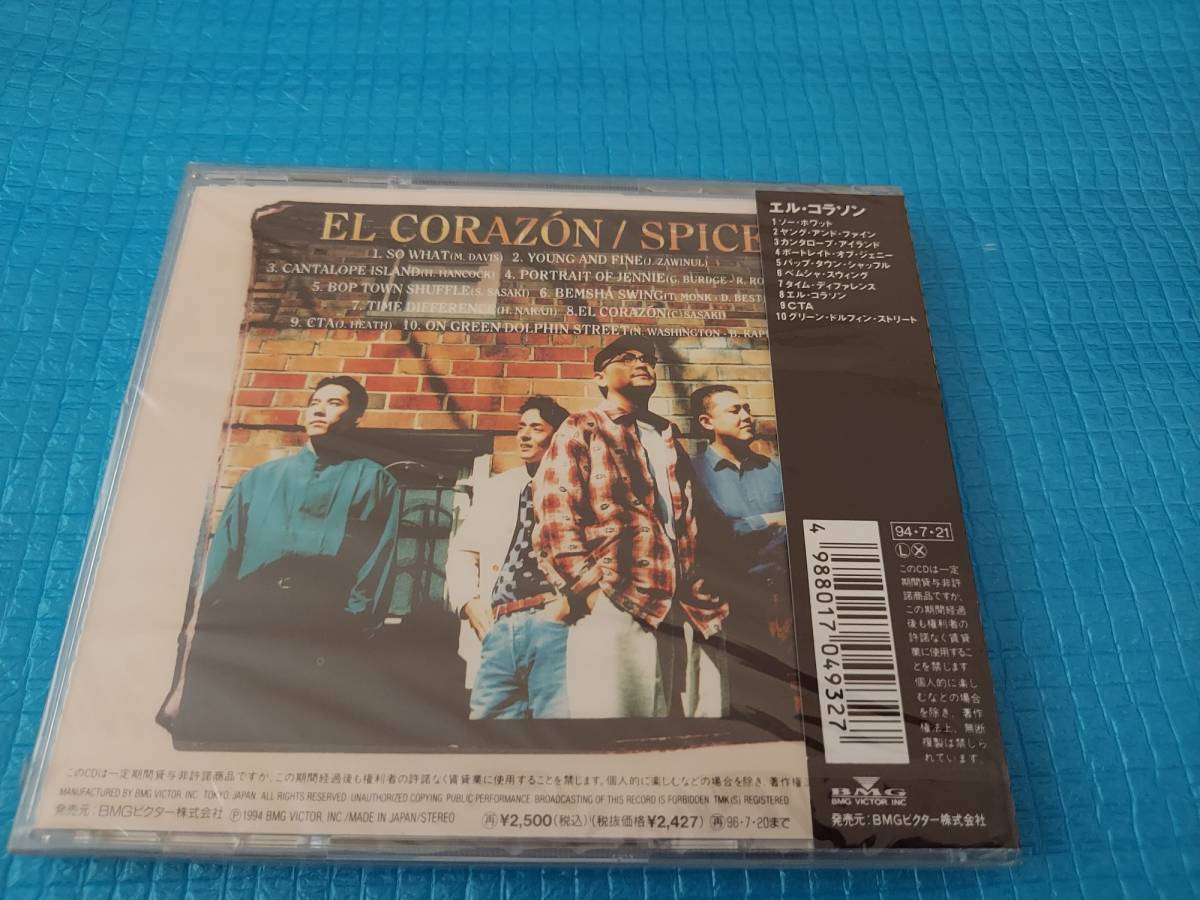 EL CORAZÓN / SPICE
1. SO WHAT (M. DAVIS) 2. YOUNG AND FINE (J. ZAWINUL)
3. CANTALOPE ISLAND (H. HANCOCK) 4. PORTRAIT OF JENNIE (G. BURDGE - R. RO
5. BOP TOWN SHUFFLE (S. SASAKI) 6. BEMSHA SWING (T. MONK - D. BEST
7. TIME DIFFERENCE (H. NAKAJI) 8. EL CORAZÓN (C. SASAKI)
9. CTA (J. HEATH) 10. ON GREEN DOLPHIN STREET (N. WASHINGTON - B. KAP
このCDは一定期間貸与非許諾商品ですが、この期間経過後も権利者の許諾なく賃貸業に使用することを禁じます。個人的に楽しむなどの場合を除き、著作権
MANUFACTURED BY BMG VICTOR, INC. TOKYO, JAPAN. ALL RIGHTS RESERVED. UNAUTHORIZED COPYING. PUBLIC PERFORMANCE. BROADCASTING OF THIS RECORD IS FORBIDDEN. TMK(S) REGISTERED
発売元:BMGビクター株式会社 Ⓟ1994 BMG VICTOR, INC./MADE IN JAPAN/STEREO 再¥2,500(税込)(税抜価格¥2,427) 再96・7・20まで
エル・コラソン
1 ソー・ホワット
2 ヤング・アンド・ファイン
3 カンタロープ・アイランド
4 ポートレイト・オブ・ジェニー
5 バップ・タウン・シャッフル
6 ベムシャ・スウィング
7 タイム・ディファレンス
8 エル・コラソン
9 CTA
10 グリーン・ドルフィン・ストリート
94・7・21
Ⓛ Ⓧ
このCDは一定
期間貸与非許
諾商品ですが、
この期間経過
後も権利者の
許諾なく賃貸
業に使用するこ
とを禁じます
個人的に楽し
むなどの場合
を除き、著作
権法上、無断
複製は禁じら
れています。
4 988017 049327
BMG
BMG VICTOR, INC.
発売元:BMGビクター株式会社